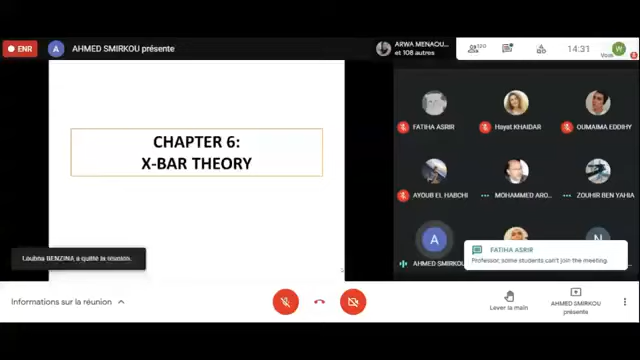 ENR
A
AHMED SMIRKOU présente
ARWA MENAOU...
et 108 autres
120
14:31
W
Vous
CHAPTER 6:
X-BAR THEORY
FATIHA ASRIR
Hayat KHAIDAR
OUMAIMA EDDIHY
AYOUB EL HABCHI
MOHAMMED ARO...
ZOUHIR BEN YAHIA
A
N
AHMED SMIRKOU
FATIHA ASRIR
Professor, some students can't join the meeting.
Loubna BENZINA a quitté la réunion.
Informations sur la réunion
Lever la main
AHMED SMIRKOU
présente